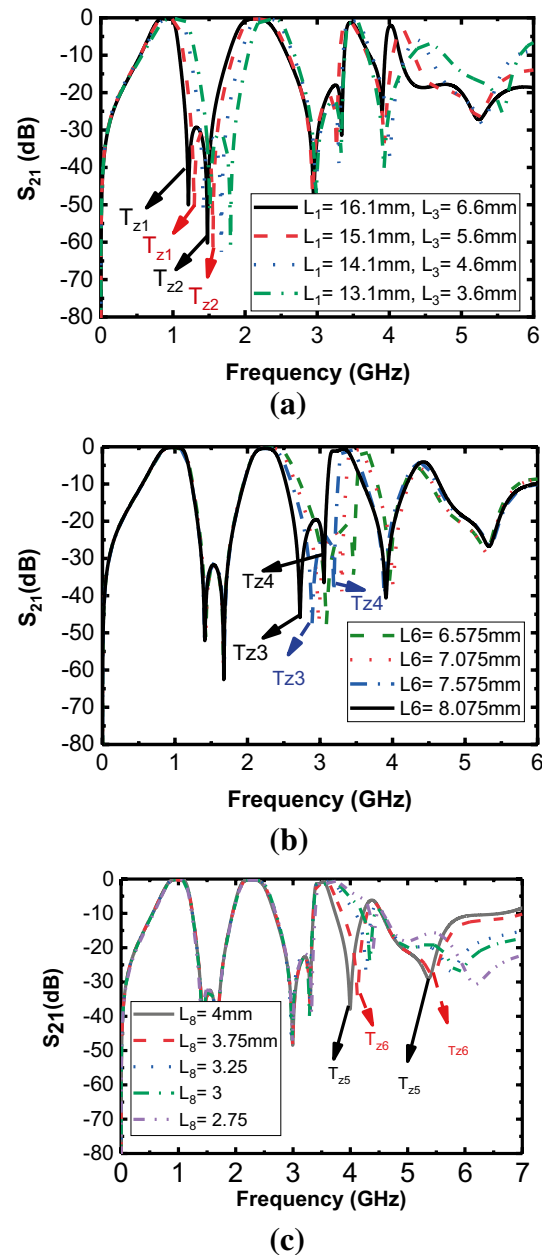 0
-10
-20
-30
-40
-50
-60
-70
-80
S21 (dB)
Tz1
Tz1
Tz2
Tz2
L1= 16.1mm, L3= 6.6mm
L1= 15.1mm, L3= 5.6mm
L1= 14.1mm, L3= 4.6mm
L1= 13.1mm, L3= 3.6mm
0 1 2 3 4 5 6
Frequency (GHz)
(a)
0
-10
-20
-30
-40
-50
-60
-70
-80
S21(dB)
Tz4
Tz4
Tz3
Tz3
L6= 6.575mm
L6= 7.075mm
L6= 7.575mm
L6= 8.075mm
0 1 2 3 4 5 6
Frequency (GHz)
(b)
0
-10
-20
-30
-40
-50
-60
-70
-80
S21(dB)
L8= 4mm
L8= 3.75mm
L8= 3.25
L8= 3
L8= 2.75
Tz6
Tz6
Tz5
Tz5
0 1 2 3 4 5 6 7
Frequency (GHz)
(c)